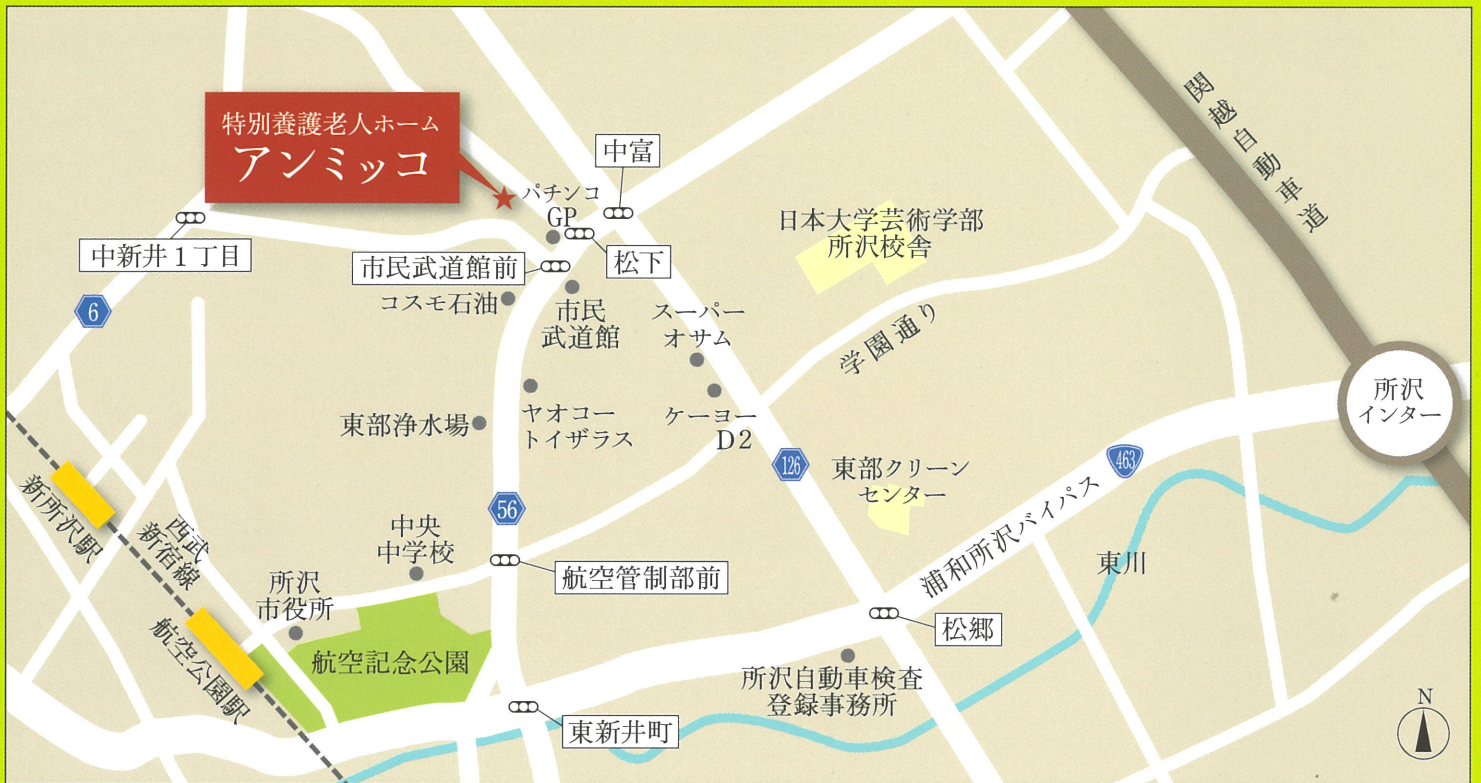 特別養護老人ホーム
アンミッコ
中富
パチンコ
GP
松下
中新井1丁目
市民武道館前
コスモ石油
市民
武道館
スーパー
オサム
日本大学芸術学部
所沢校舎
関越自動車道
学園通り
6
東部浄水場
ヤオコー
トイザラス
ケーヨー
D2
所沢
インター
126
463
東部クリーン
センター
浦和所沢バイパス
56
新所沢駅
西武
新宿線
中央
中学校
航空管制部前
東川
所沢
市役所
航空公園駅
航空記念公園
松郷
所沢自動車検査
登録事務所
東新井町
N